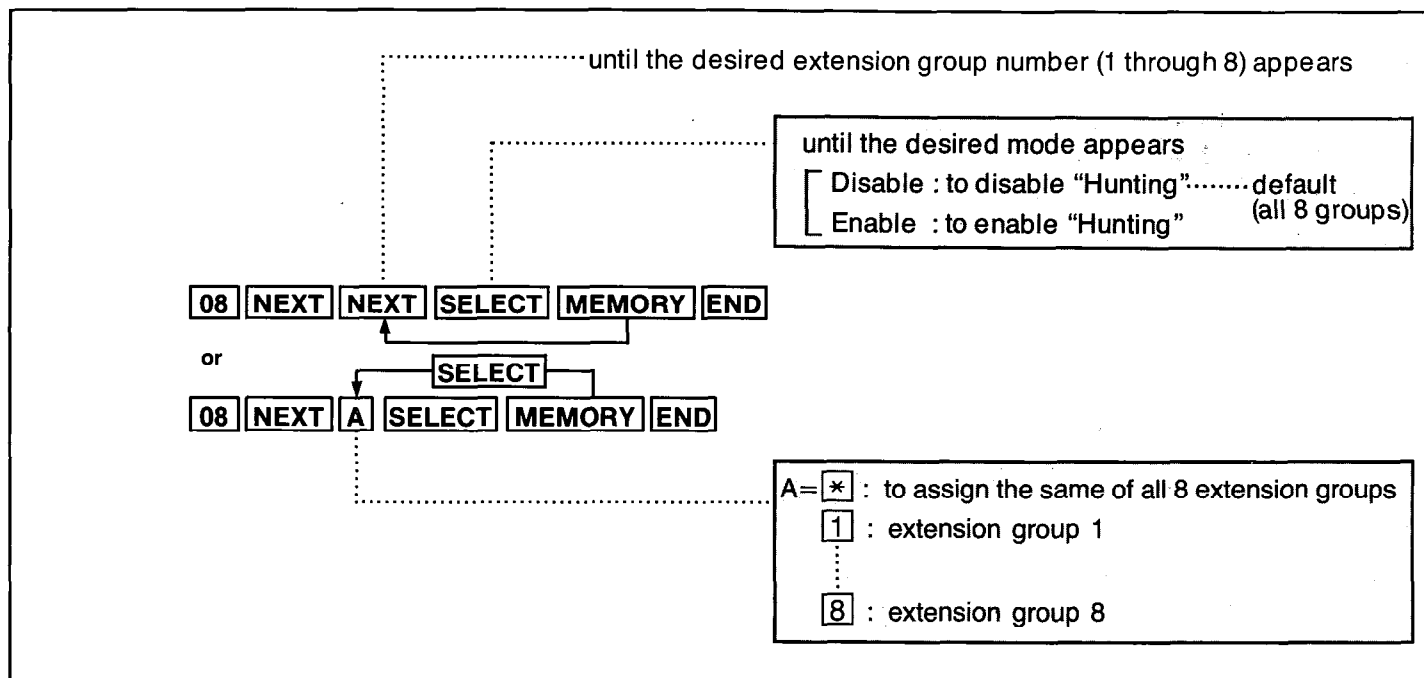 until the desired extension group number (1 through 8) appears
until the desired mode appears
Disable : to disable “Hunting” default
(all 8 groups)
Enable : to enable “Hunting”
08 NEXT NEXT SELECT MEMORY END
or
SELECT
08 NEXT A SELECT MEMORY END
A= * : to assign the same of all 8 extension groups
1 : extension group 1
8 : extension group 8